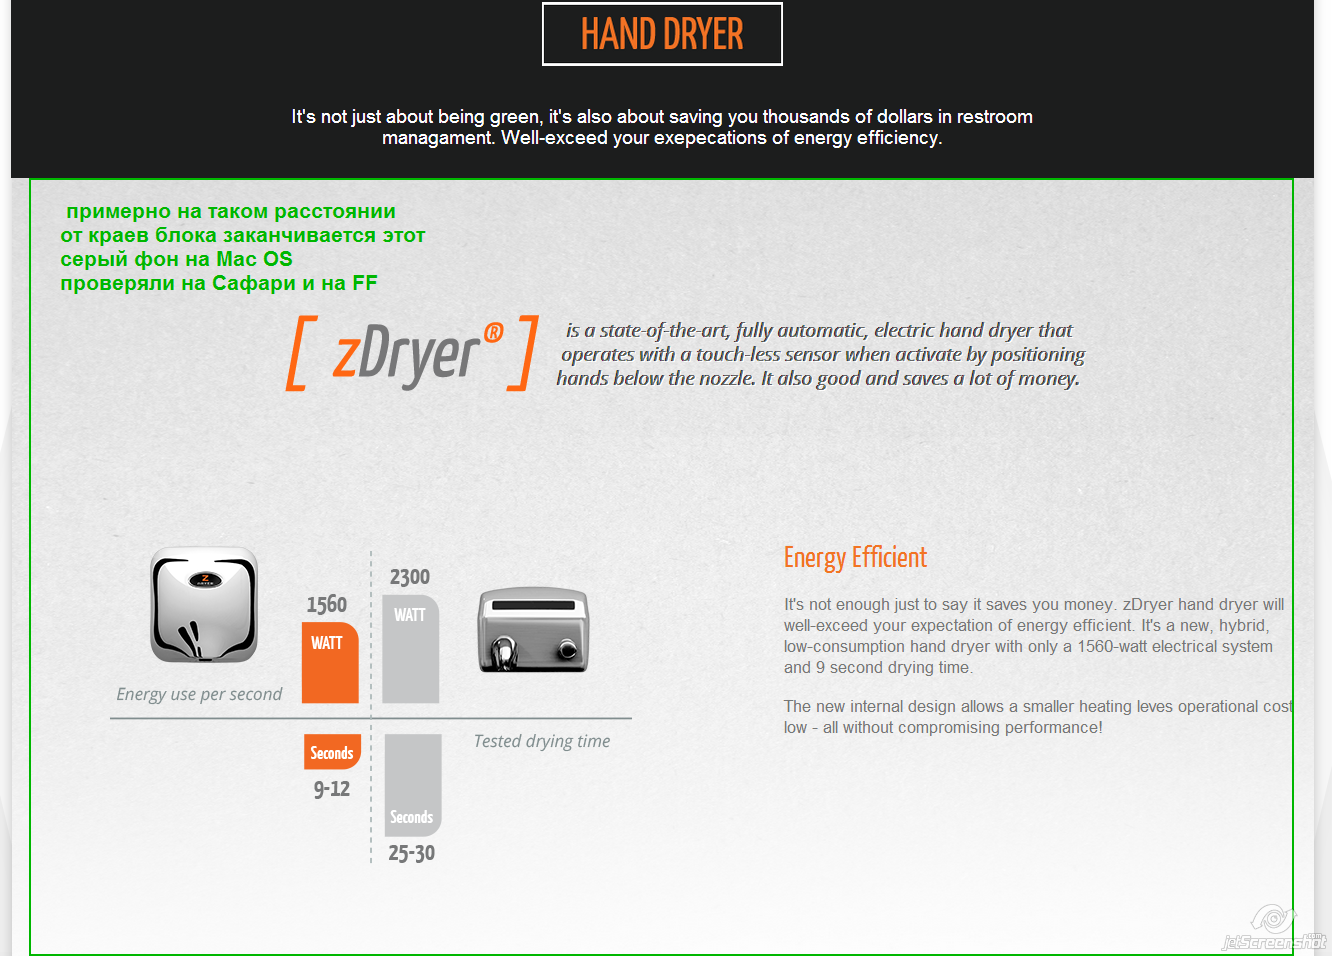 HAND DRYER
It's not just about being green, it's also about saving you thousands of dollars in restroom
managament. Well-exceed your exepecations of energy efficiency.
примерно на таком расстоянии
от краев блока заканчивается этот
серый фон на Mac OS
проверяли на Сафари и на FF
[ zDryer® ]
is a state-of-the-art, fully automatic, electric hand dryer that
operates with a touch-less sensor when activate by positioning
hands below the nozzle. It also good and saves a lot of money.
Z
DRYER
1560
WATT
2300
WATT
Energy use per second
Seconds
9-12
Seconds
25-30
Tested drying time
Energy Efficient
It's not enough just to say it saves you money. zDryer hand dryer will
well-exceed your expectation of energy efficient. It's a new, hybrid,
low-consumption hand dryer with only a 1560-watt electrical system
and 9 second drying time.
The new internal design allows a smaller heating leves operational cost
low - all without compromising performance!
jetScreenshot.com